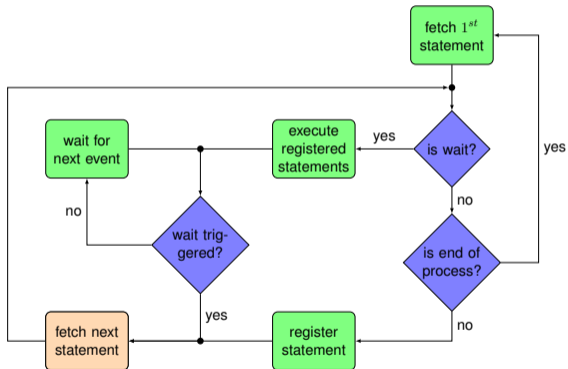 fetch 1st
statement
wait for
next event
execute
registered
statements
yes
is wait?
yes
no
no
wait trig-
gered?
is end of
process?
yes
no
fetch next
statement
register
statement